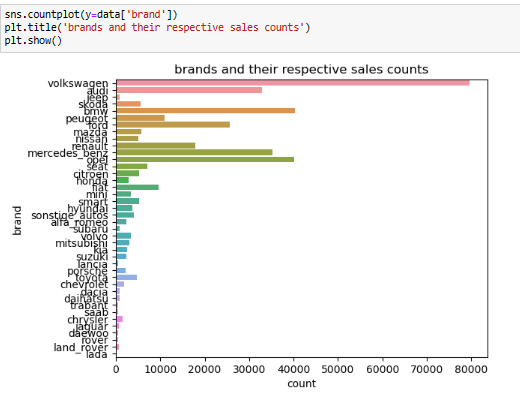 sns.countplot(y=data['brand'])
plt.title('brands and their respective sales counts')
plt.show()
brands and their respective sales counts
volkswagen
audi
jeep
skoda
bmw
peugeot
ford
mazda
nissan
renault
mercedes_benz
opel
seat
citroen
honda
fiat
mini
smart
hyundai
sonstige_autos
alfa_romeo
subaru
volvo
mitsubishi
kia
suzuki
lancia
porsche
toyota
chevrolet
dacia
daihatsu
trabant
saab
chrysler
jaguar
daewoo
rover
land_rover
lada
brand
0 10000 20000 30000 40000 50000 60000 70000 80000
count